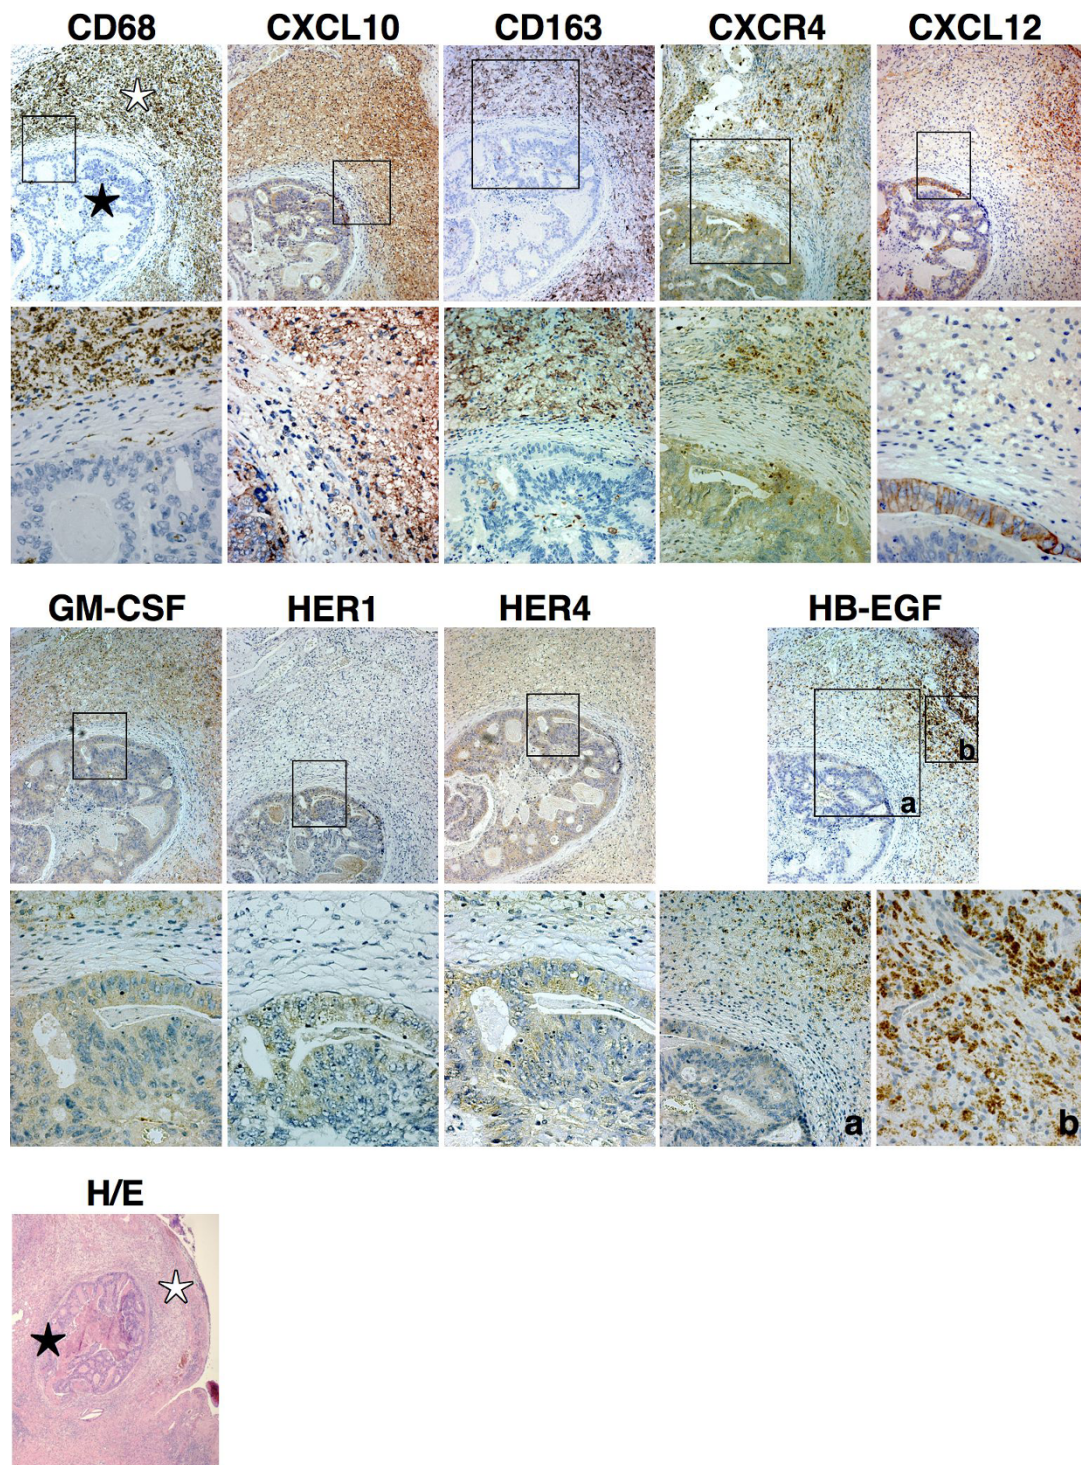 CD68 CXCL10 CD163 CXCR4 CXCL12
GM-CSF HER1 HER4 HB-EGF
b
a
a b
H/E